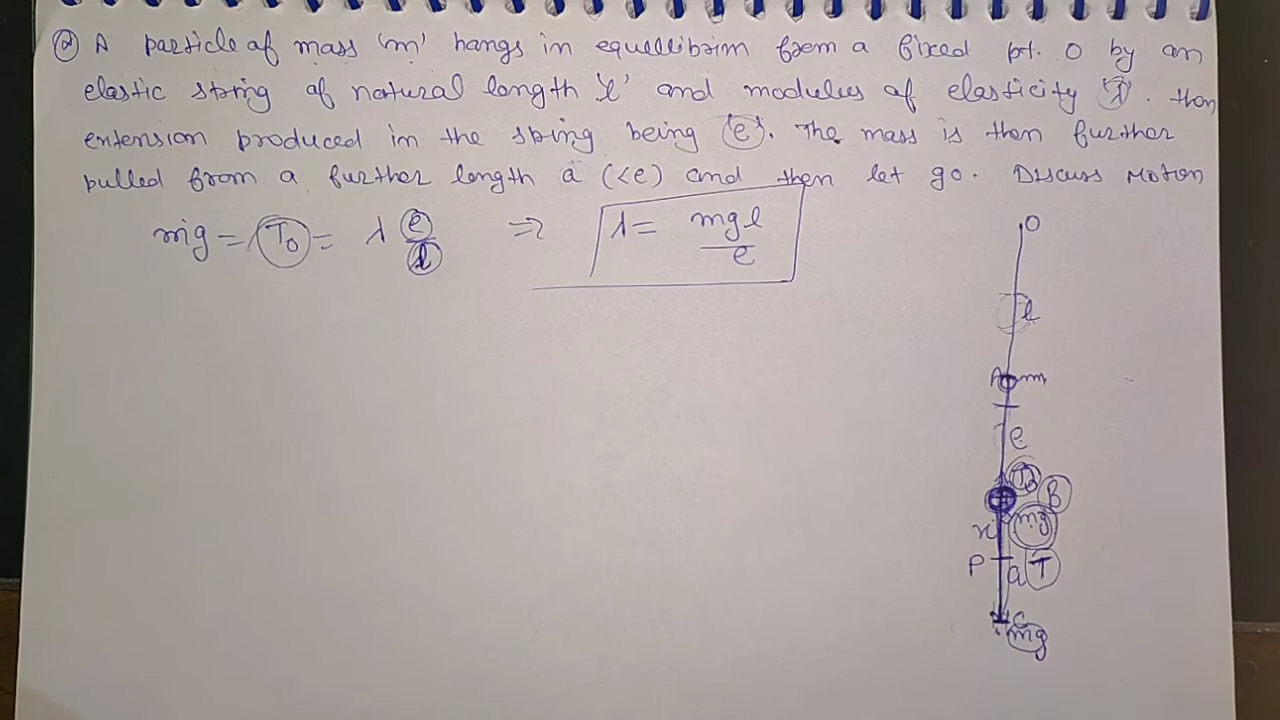 Q A particle of mass 'm' hangs in equilibrim from a fixed pt. O by an
elastic string of natural length 'l' and modulus of elasticity 'λ'. then
extension produced in the string being 'e'. The mass is then further
pulled from a further length a (<e) and then let go. Discuss Motion
mg = T₀ = λ e/l ⇒ λ = mgl/e
O
l
A m
e
T₀
B
x mg
P a T
C
mg